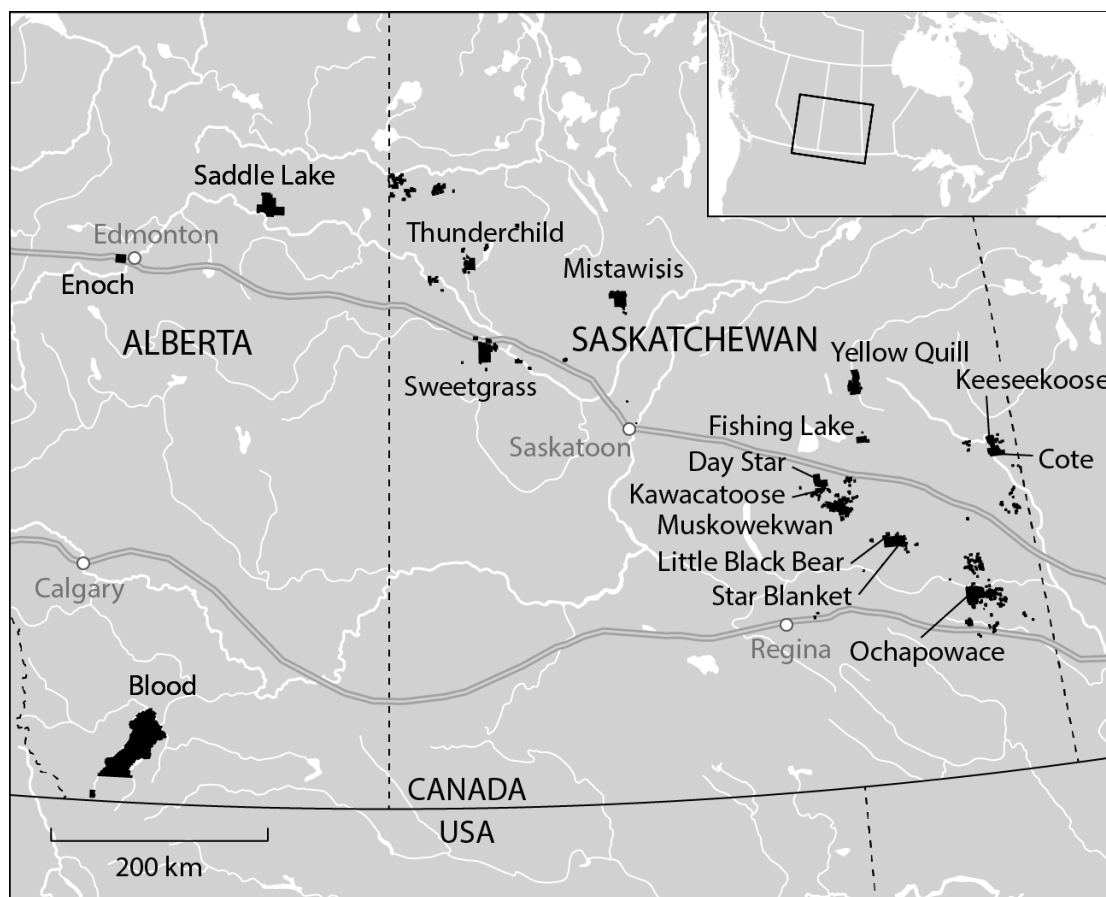 Saddle Lake
Edmonton
Enoch
Thunderchild
Mistawisis
ALBERTA
SASKATCHEWAN
Sweetgrass
Yellow Quill
Keeseekoose
Saskatoon
Fishing Lake
Day Star
Cote
Kawacatoose
Muskowekwan
Little Black Bear
Star Blanket
Calgary
Regina
Ochapowace
Blood
CANADA
USA
200 km